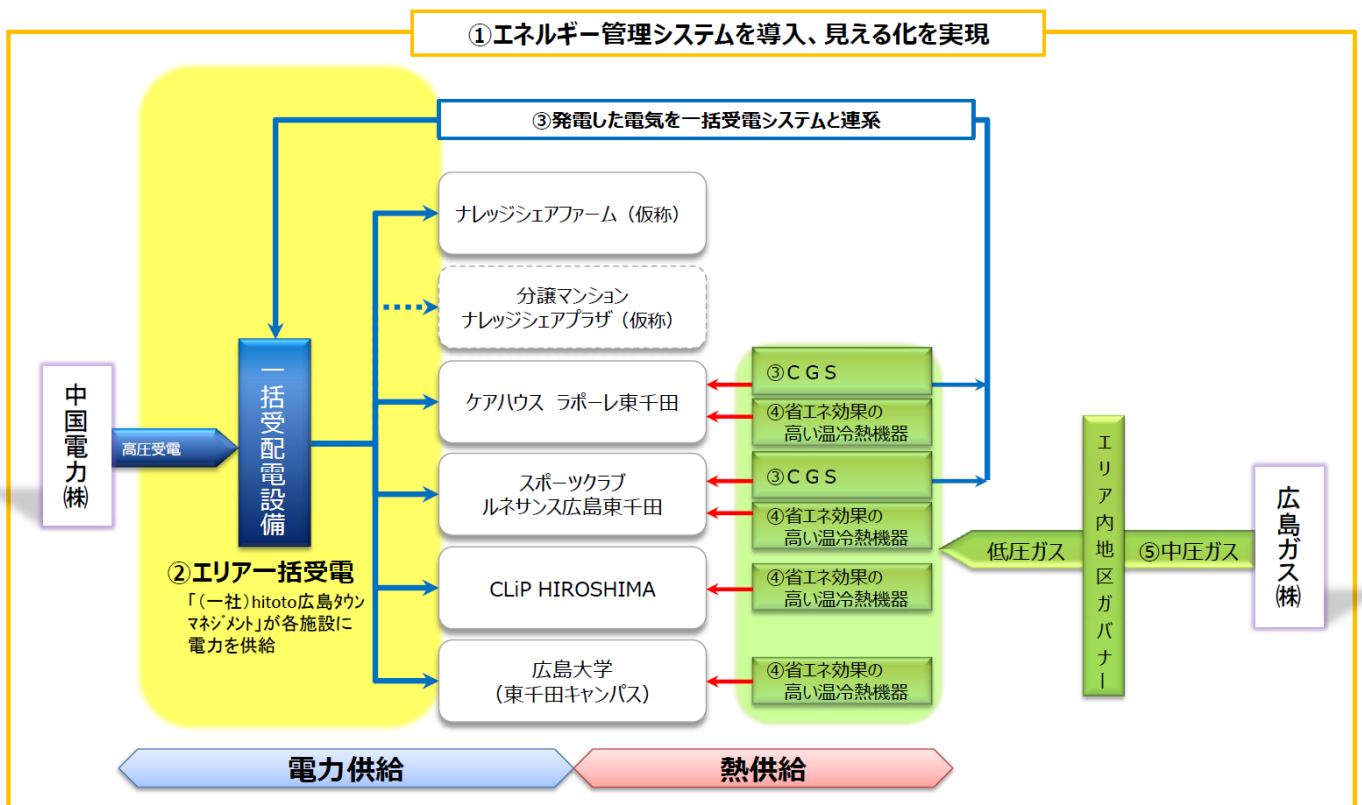 ①エネルギー管理システムを導入、見える化を実現
③発電した電気を一括受電システムと連系
ナレッジシェアファーム（仮称）
分譲マンション
ナレッジシェアプラザ（仮称）
ケアハウス ラポーレ東千田
スポーツクラブ
ルネサンス広島東千田
CLiP HIROSHIMA
広島大学
（東千田キャンパス）
中国電力㈱
高圧受電
一括受配電設備
②エリア一括受電
「（一社）hitoto広島タウン
マネジメント」が各施設に
電力を供給
③CGS
④省エネ効果の
高い温冷熱機器
③CGS
④省エネ効果の
高い温冷熱機器
④省エネ効果の
高い温冷熱機器
④省エネ効果の
高い温冷熱機器
低圧ガス
エリア内地区ガバナー
⑤中圧ガス
広島ガス㈱
電力供給
熱供給